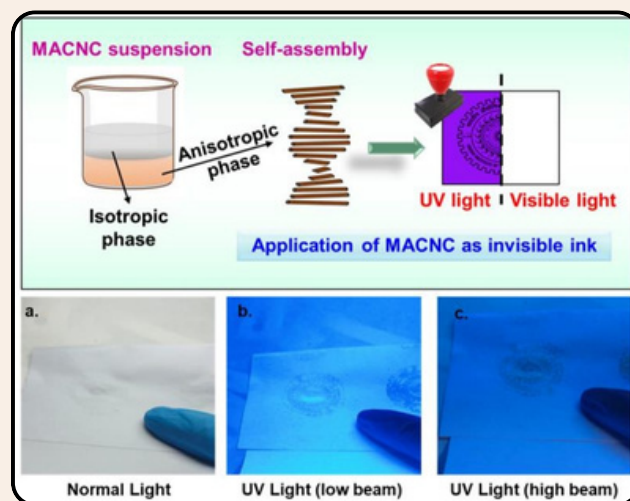 MACNC suspension
Self-assembly
Anisotropic
phase
Isotropic
phase
UV light
Visible light
Application of MACNC as invisible ink
a.
b.
c.
Normal Light
UV Light (low beam)
UV Light (high beam)